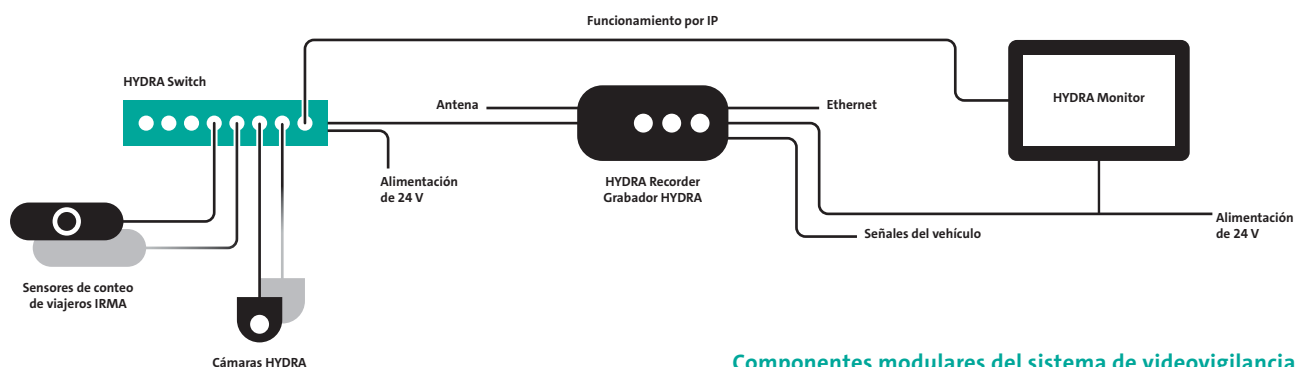 Funcionamiento por IP
HYDRA Switch
HYDRA Monitor
Antena
Ethernet
Alimentación
de 24 V
HYDRA Recorder
Grabador HYDRA
Alimentación
de 24 V
Señales del vehículo
Sensores de conteo
de viajeros IRMA
Cámaras HYDRA
Componentes modulares del sistema de videovigilancia